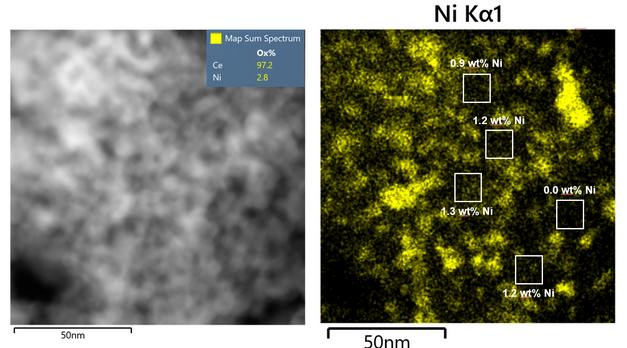 Ni Kα1
Map Sum Spectrum
Ox%
Ce 97.2
Ni 2.8
0.9 wt% Ni
1.2 wt% Ni
0.0 wt% Ni
1.3 wt% Ni
1.2 wt% Ni
50nm
50nm